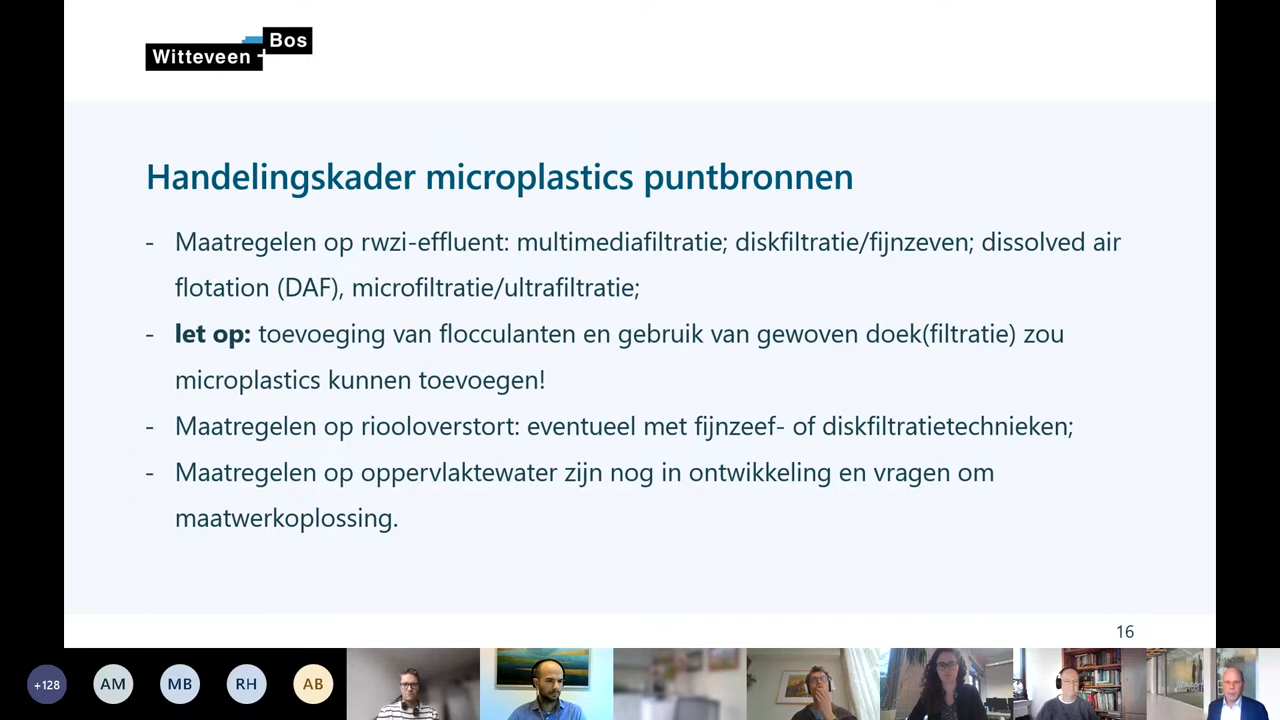 Witteveen + Bos
Handelingskader microplastics puntbronnen
- Maatregelen op rwzi-effluent: multimediafiltratie; diskfiltratie/fijnzeven; dissolved air
flotation (DAF), microfiltratie/ultrafiltratie;
- let op: toevoeging van flocculanten en gebruik van gewoven doek(filtratie) zou
microplastics kunnen toevoegen!
- Maatregelen op riooloverstort: eventueel met fijnzeef- of diskfiltratietechnieken;
- Maatregelen op oppervlaktewater zijn nog in ontwikkeling en vragen om
maatwerkoplossing.
16
+128 AM MB RH AB